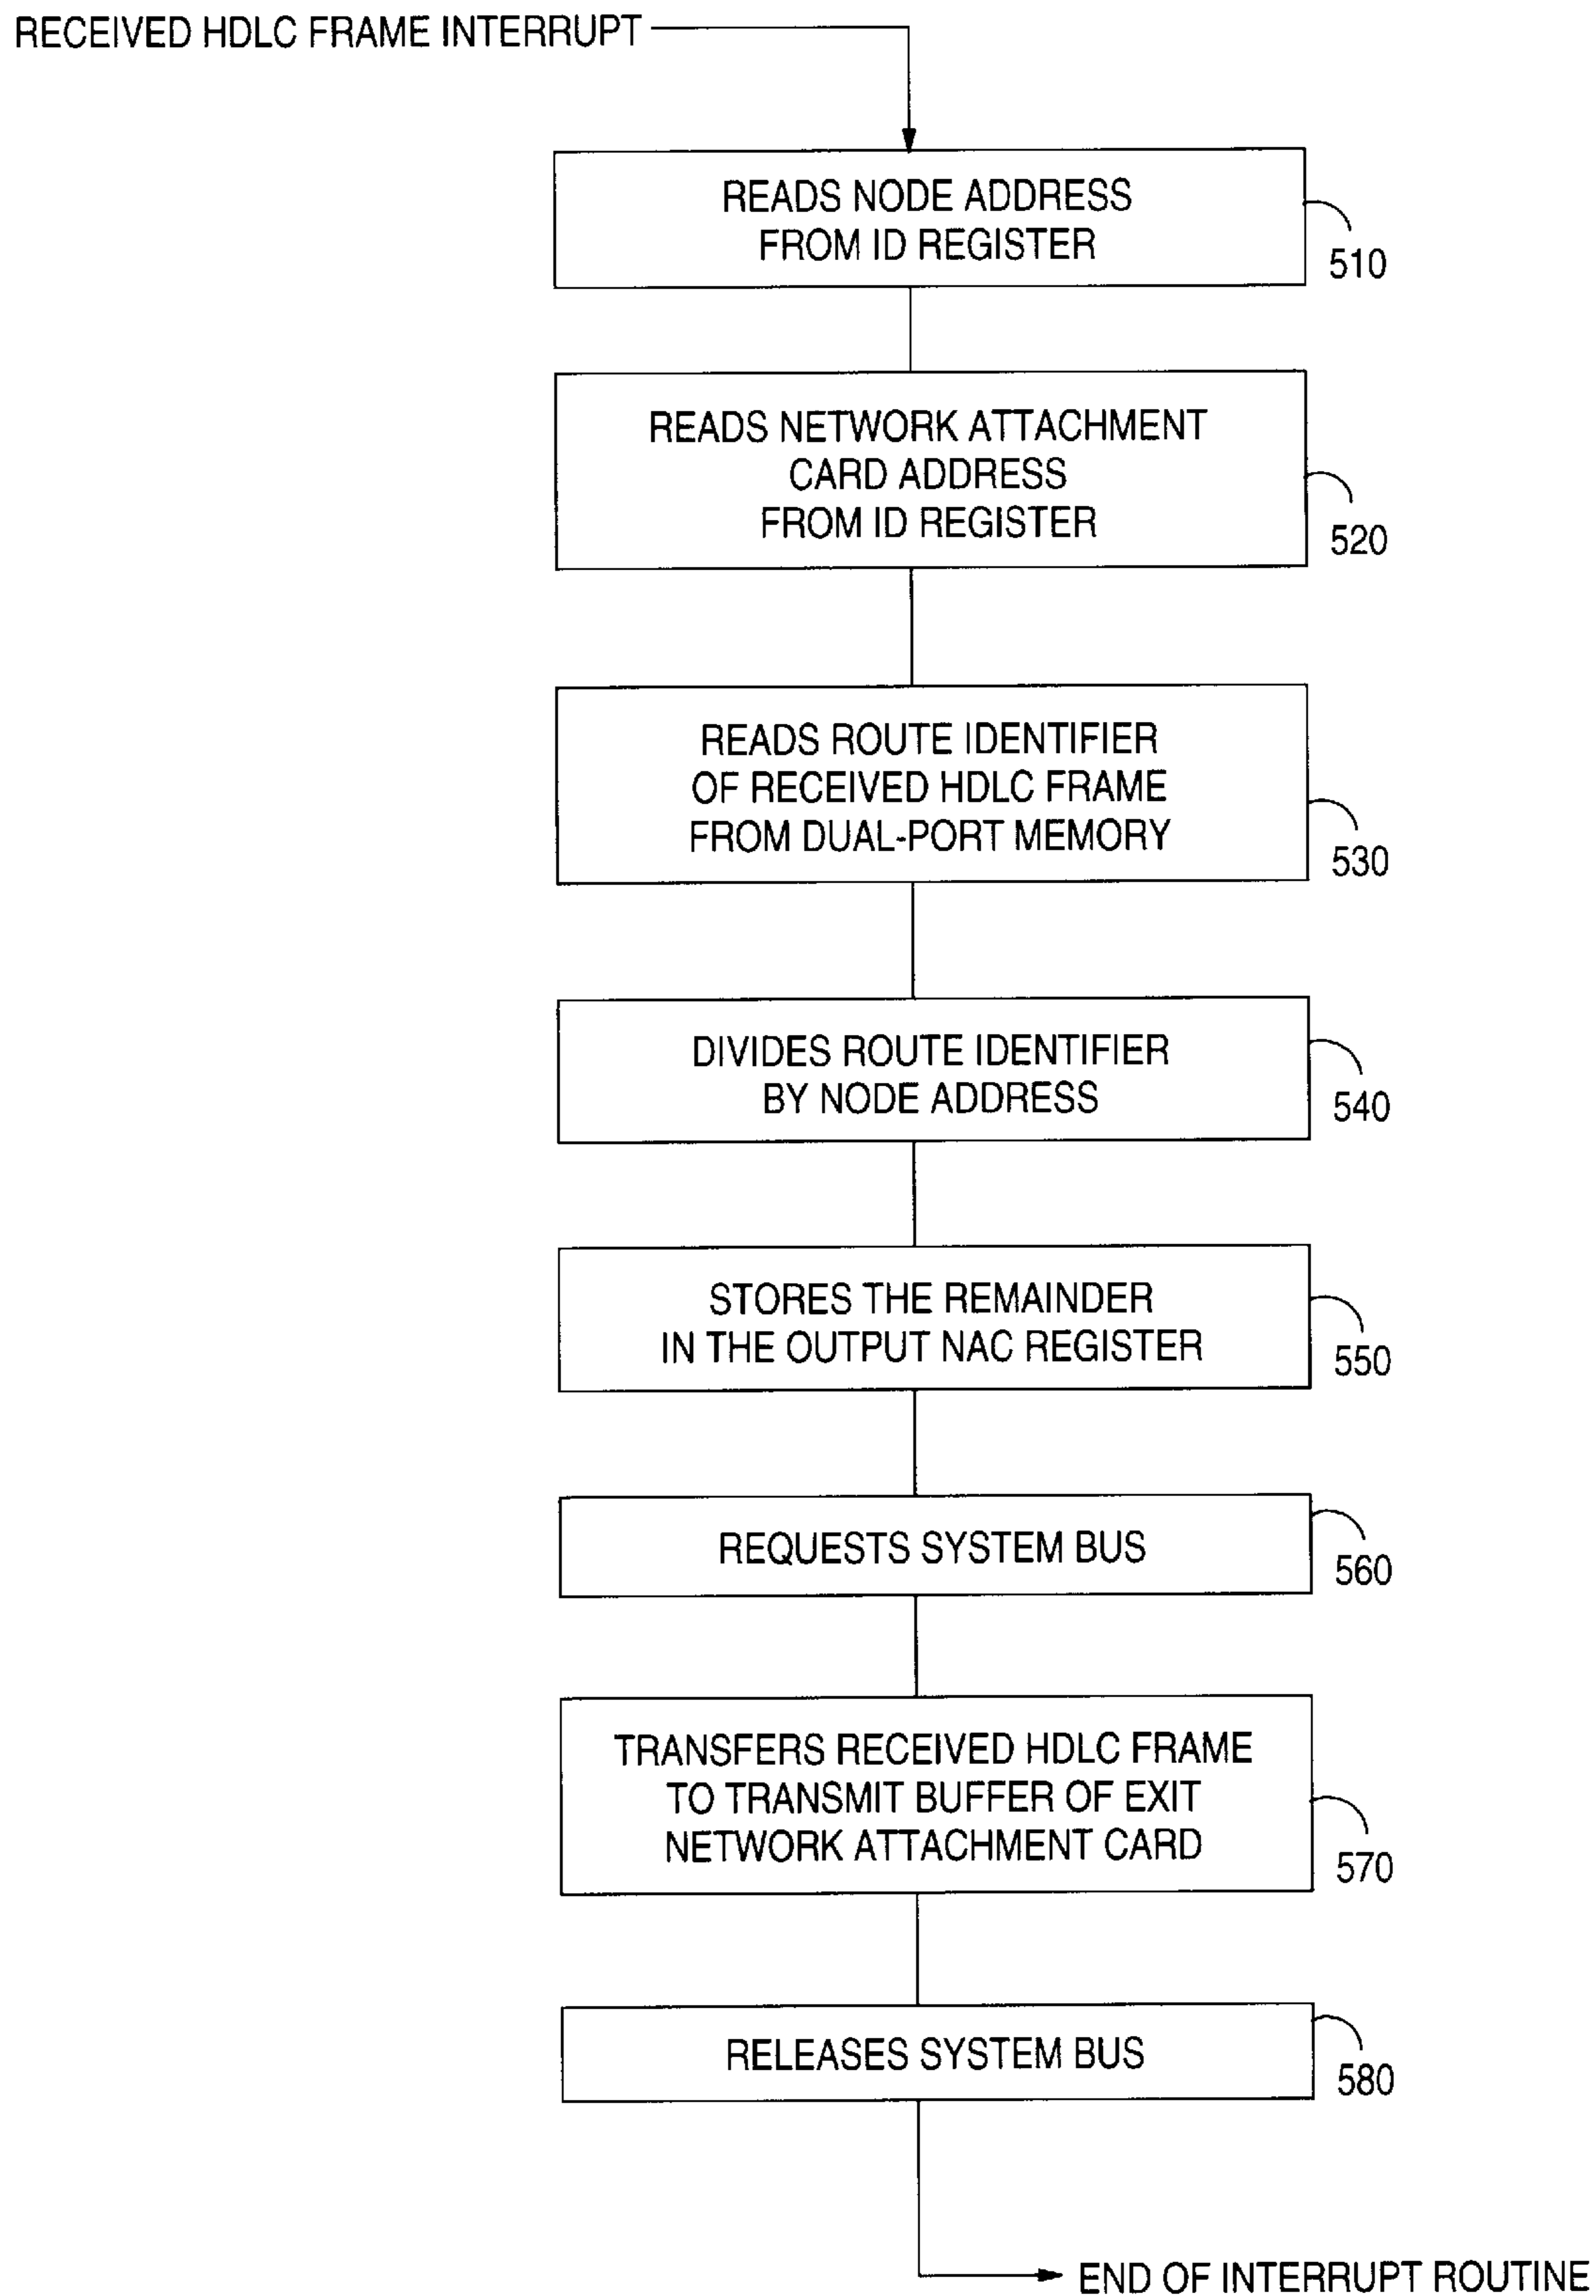 RECEIVED HDLC FRAME INTERRUPT
READS NODE ADDRESS
FROM ID REGISTER
510
READS NETWORK ATTACHMENT
CARD ADDRESS
FROM ID REGISTER
520
READS ROUTE IDENTIFIER
OF RECEIVED HDLC FRAME
FROM DUAL-PORT MEMORY
530
DIVIDES ROUTE IDENTIFIER
BY NODE ADDRESS
540
STORES THE REMAINDER
IN THE OUTPUT NAC REGISTER
550
REQUESTS SYSTEM BUS
560
TRANSFERS RECEIVED HDLC FRAME
TO TRANSMIT BUFFER OF EXIT
NETWORK ATTACHMENT CARD
570
RELEASES SYSTEM BUS
580
END OF INTERRUPT ROUTINE